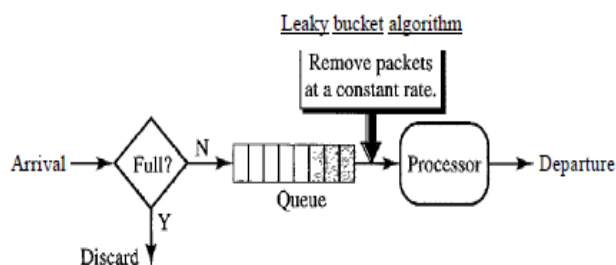 Leaky bucket algorithm
Remove packets
at a constant rate.
Arrival
Full?
N
Y
Discard
Queue
Processor
Departure